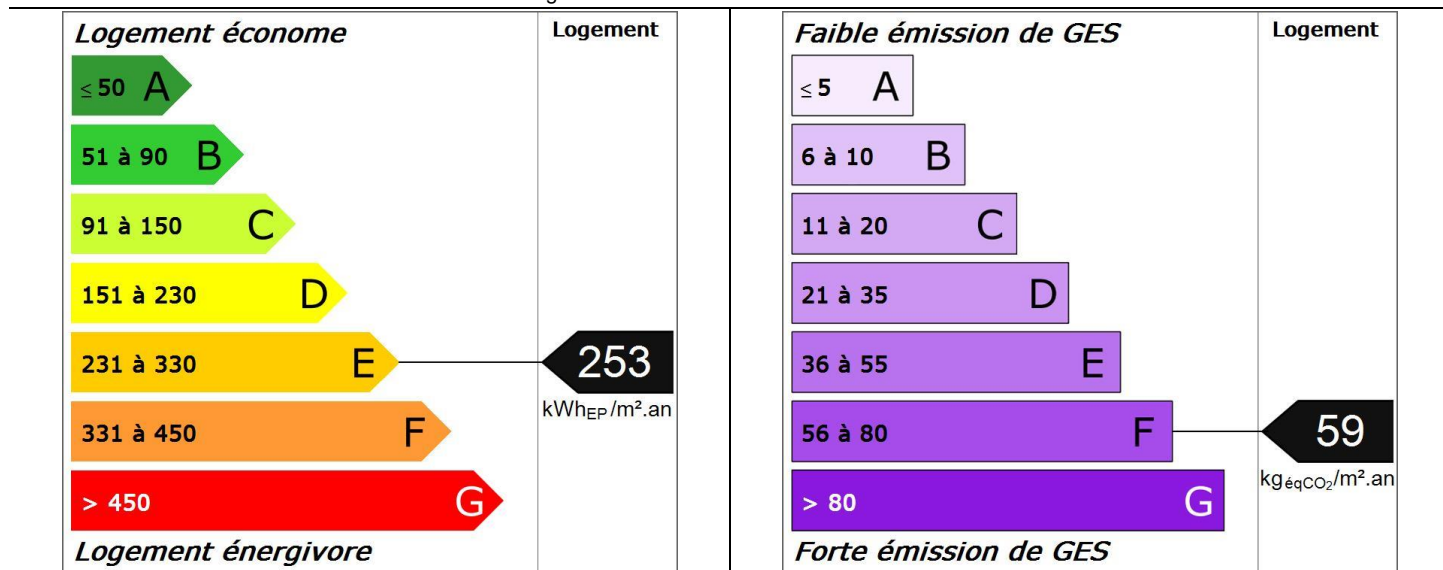 Logement économe
Logement
≤ 50 A
51 à 90 B
91 à 150 C
151 à 230 D
231 à 330 E
253
kWhEP/m².an
331 à 450 F
> 450 G
Logement énergivore
Faible émission de GES
Logement
≤ 5 A
6 à 10 B
11 à 20 C
21 à 35 D
36 à 55 E
56 à 80 F
59
kgéqCO2/m².an
> 80 G
Forte émission de GES